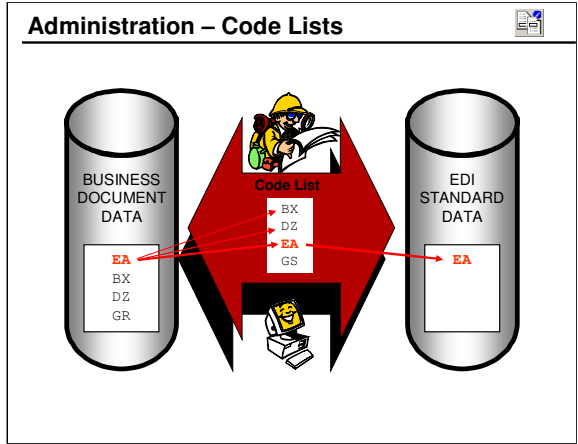 Administration – Code Lists
BUSINESS
DOCUMENT
DATA
EA
BX
DZ
GR
Code List
BX
DZ
EA
GS
EDI
STANDARD
DATA
EA